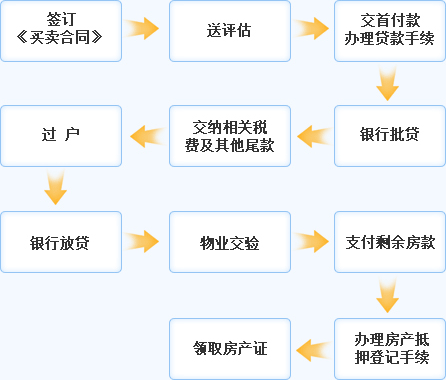 签订
《买卖合同》
送评估
交首付款
办理贷款手续
银行批贷
交纳相关税
费及其他尾款
过 户
银行放贷
物业交验
支付剩余房款
办理房产抵
押登记手续
领取房产证